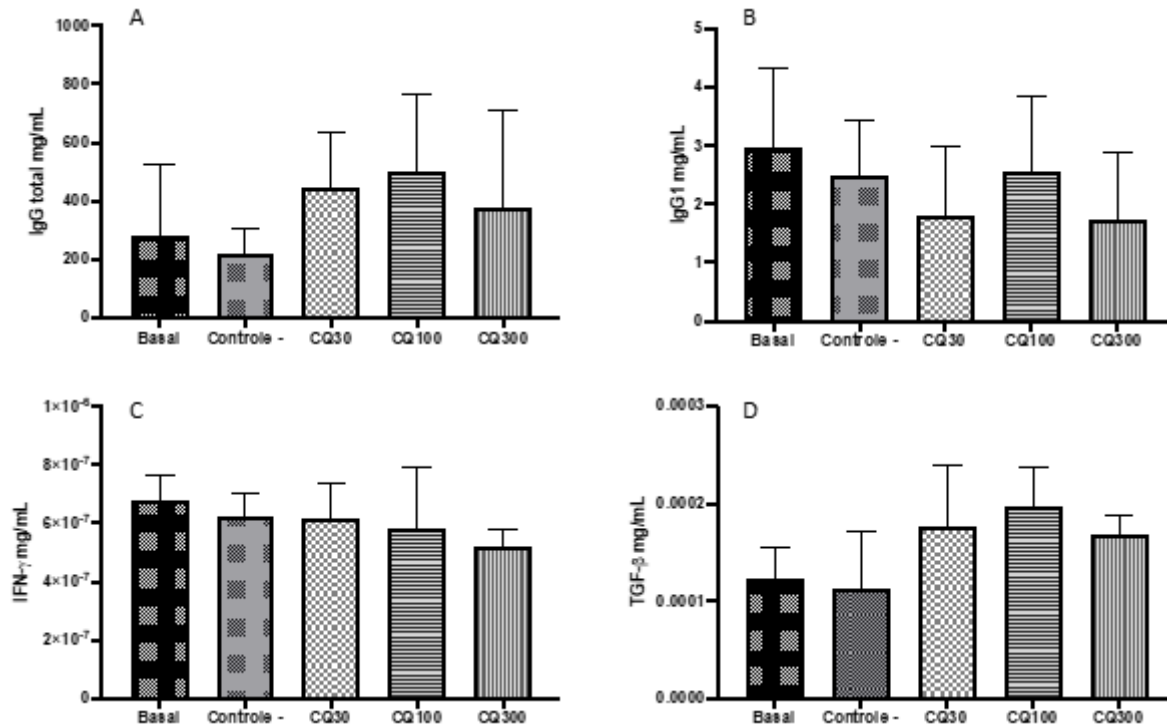 A
IgG total mg/mL
1000
800
600
400
200
0
Basal Controle - CQ30 CQ100 CQ300
B
IgG1 mg/mL
5
4
3
2
1
0
Basal Controle - CQ30 CQ100 CQ300
C
IFN-γ mg/mL
1×10⁻⁶
8×10⁻⁷
6×10⁻⁷
4×10⁻⁷
2×10⁻⁷
0
Basal Controle - CQ30 CQ100 CQ300
D
TGF-β mg/mL
0.0003
0.0002
0.0001
0.0000
Basal Controle - CQ30 CQ100 CQ300